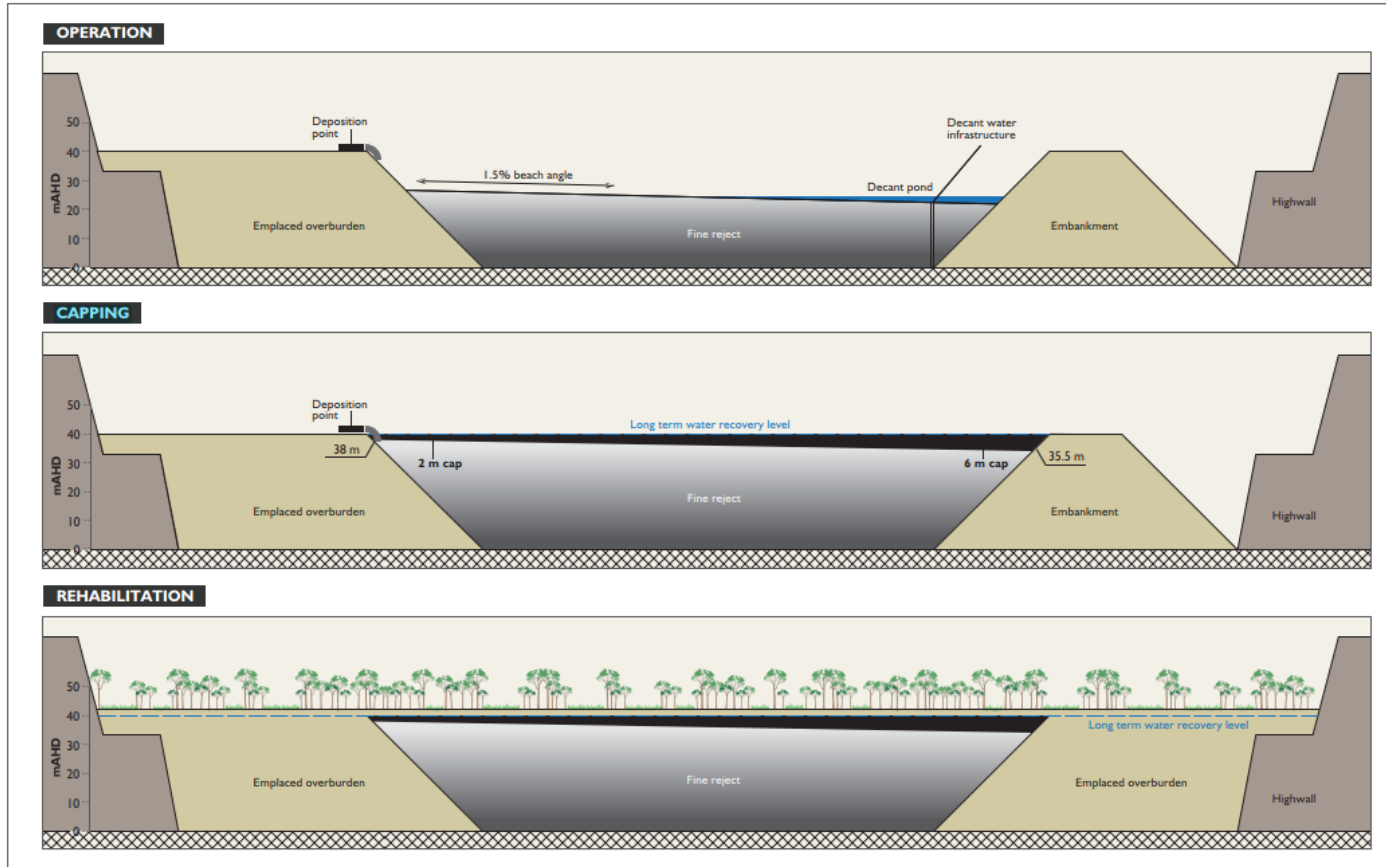 OPERATION
Deposition
point
Decant water
infrastructure
50
40
30
20
10
0
mAHD
1.5% beach angle
Decant pond
Emplaced overburden
Fine reject
Embankment
Highwall
CAPPING
Deposition
point
Long term water recovery level
50
40
30
20
10
0
mAHD
38 m
2 m cap
6 m cap
35.5 m
Emplaced overburden
Fine reject
Embankment
Highwall
REHABILITATION
50
40
30
20
10
0
mAHD
Long term water recovery level
Emplaced overburden
Fine reject
Emplaced overburden
Highwall